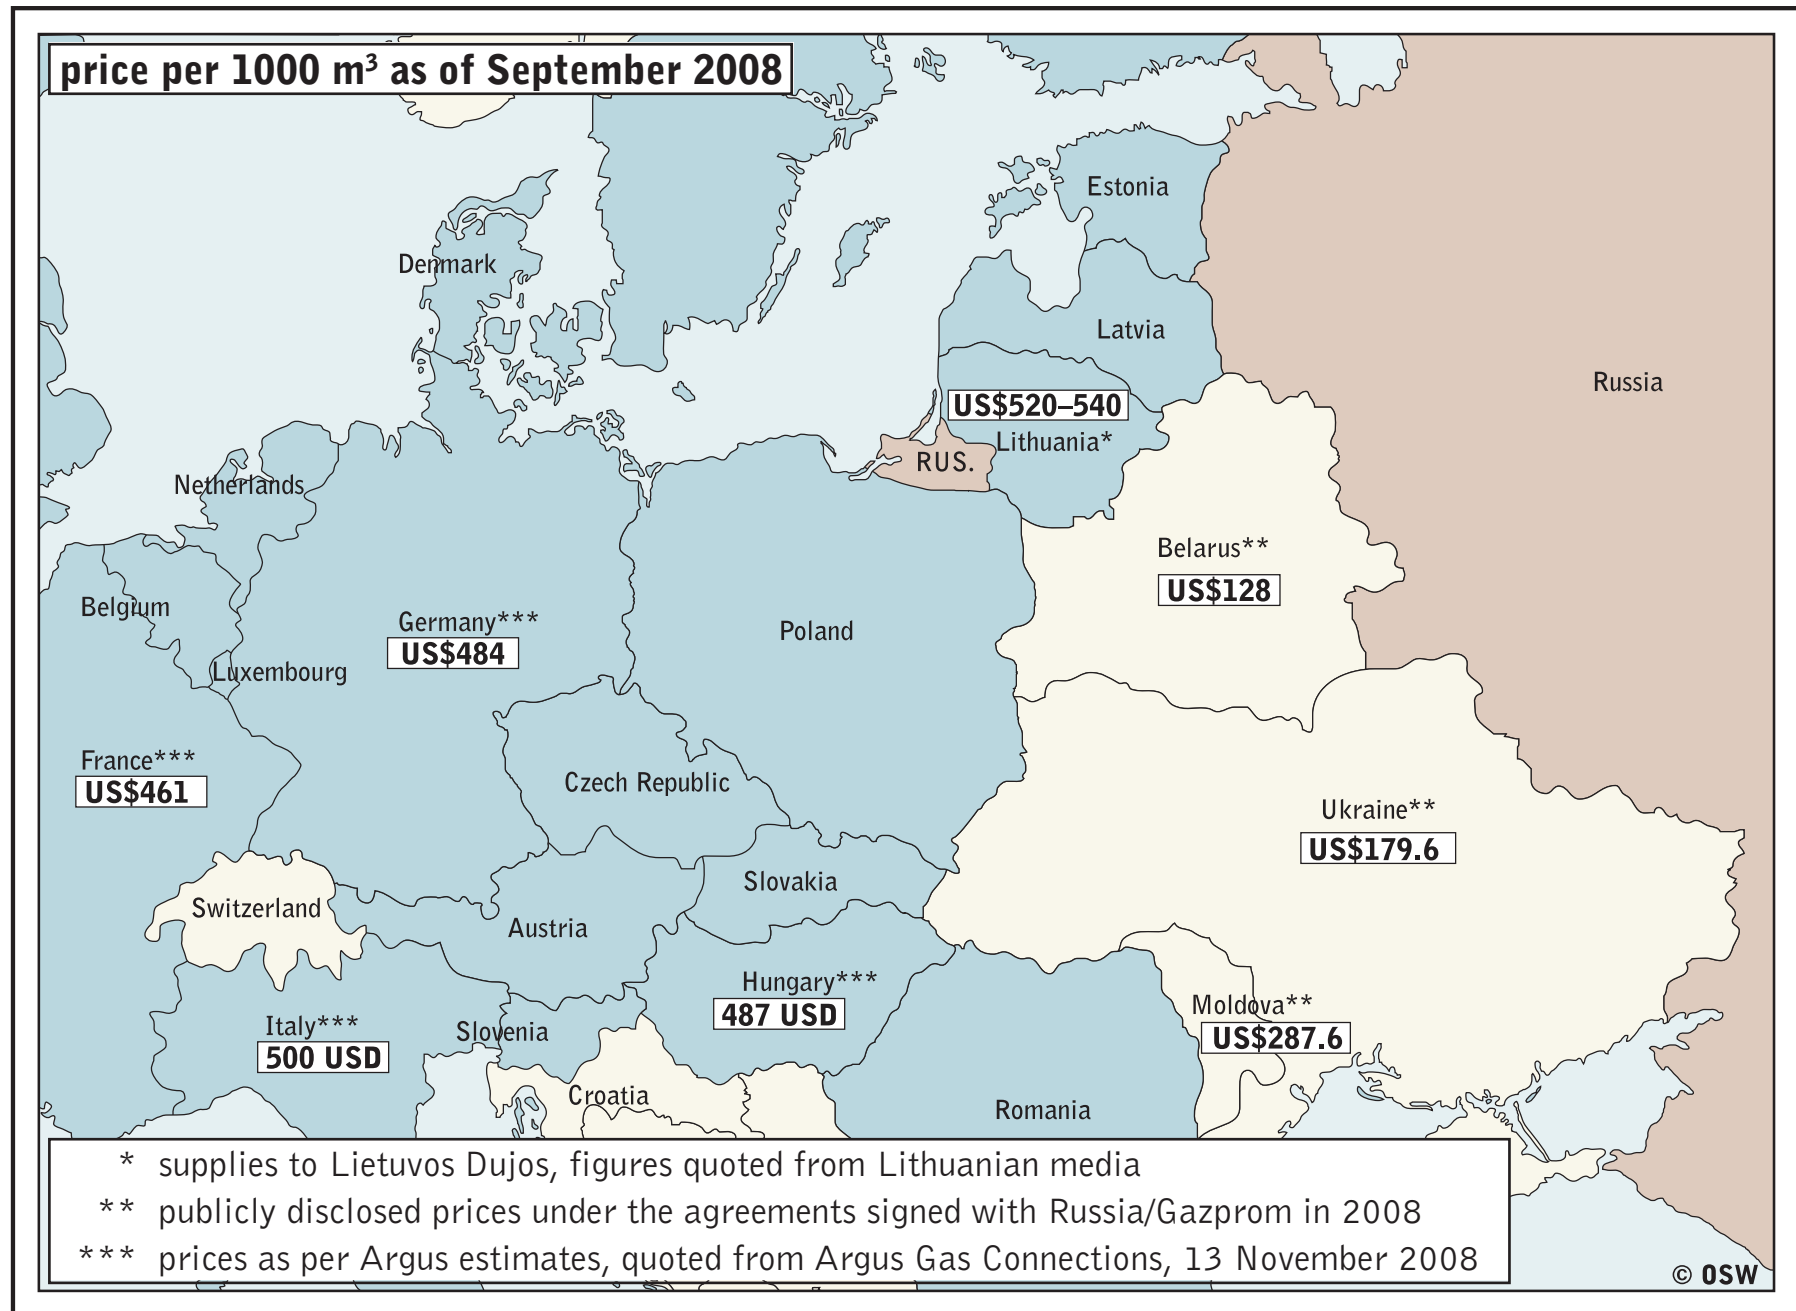 price per 1000 m³ as of September 2008
Estonia
Denmark
Latvia
Russia
US$520–540
Lithuania*
RUS.
Netherlands
Belarus**
US$128
Belgium
Germany***
US$484
Poland
Luxembourg
France***
US$461
Czech Republic
Ukraine**
US$179.6
Slovakia
Switzerland
Austria
Hungary***
487 USD
Moldova**
US$287.6
Italy***
500 USD
Slovenia
Croatia
Romania
* supplies to Lietuvos Dujos, figures quoted from Lithuanian media
** publicly disclosed prices under the agreements signed with Russia/Gazprom in 2008
*** prices as per Argus estimates, quoted from Argus Gas Connections, 13 November 2008
© OSW